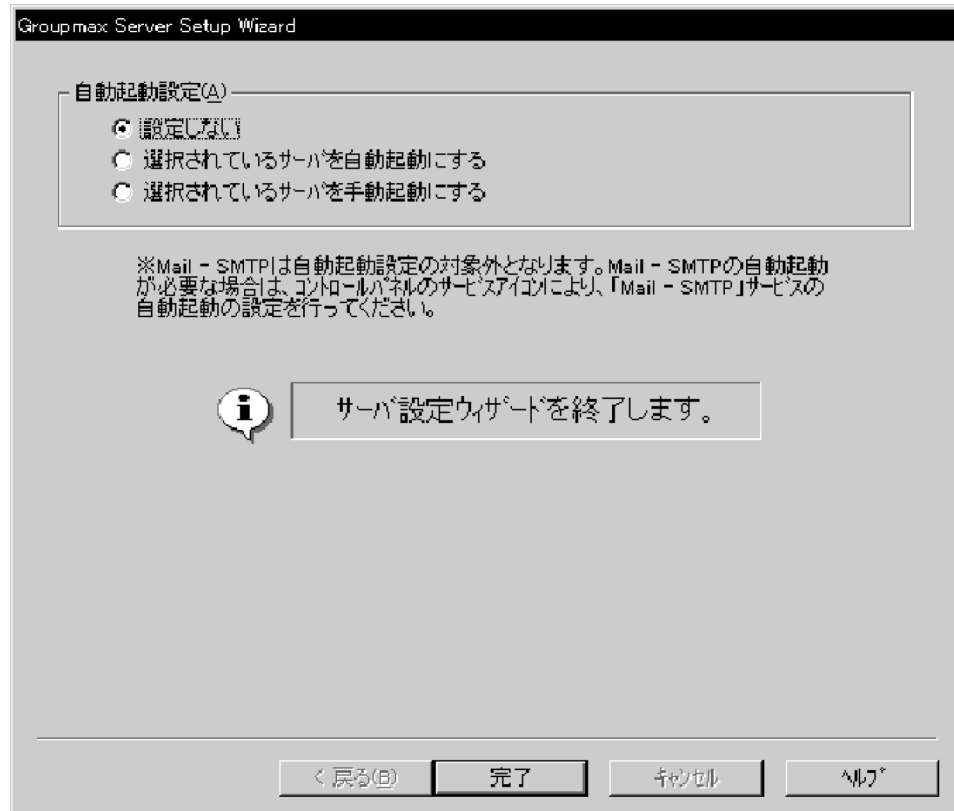 Groupmax Server Setup Wizard
自動起動設定(A)
設定しない
選択されているサーバを自動起動にする
選択されているサーバを手動起動にする
※Mail - SMTPは自動起動設定の対象外となります。Mail - SMTPの自動起動
が必要な場合は、コントロールパネルのサービスアイコンにより、「Mail - SMTP」サービスの
自動起動の設定を行ってください。
サーバ設定ウィザードを終了します。
< 戻る(B)
完了
キャンセル
ヘルプ